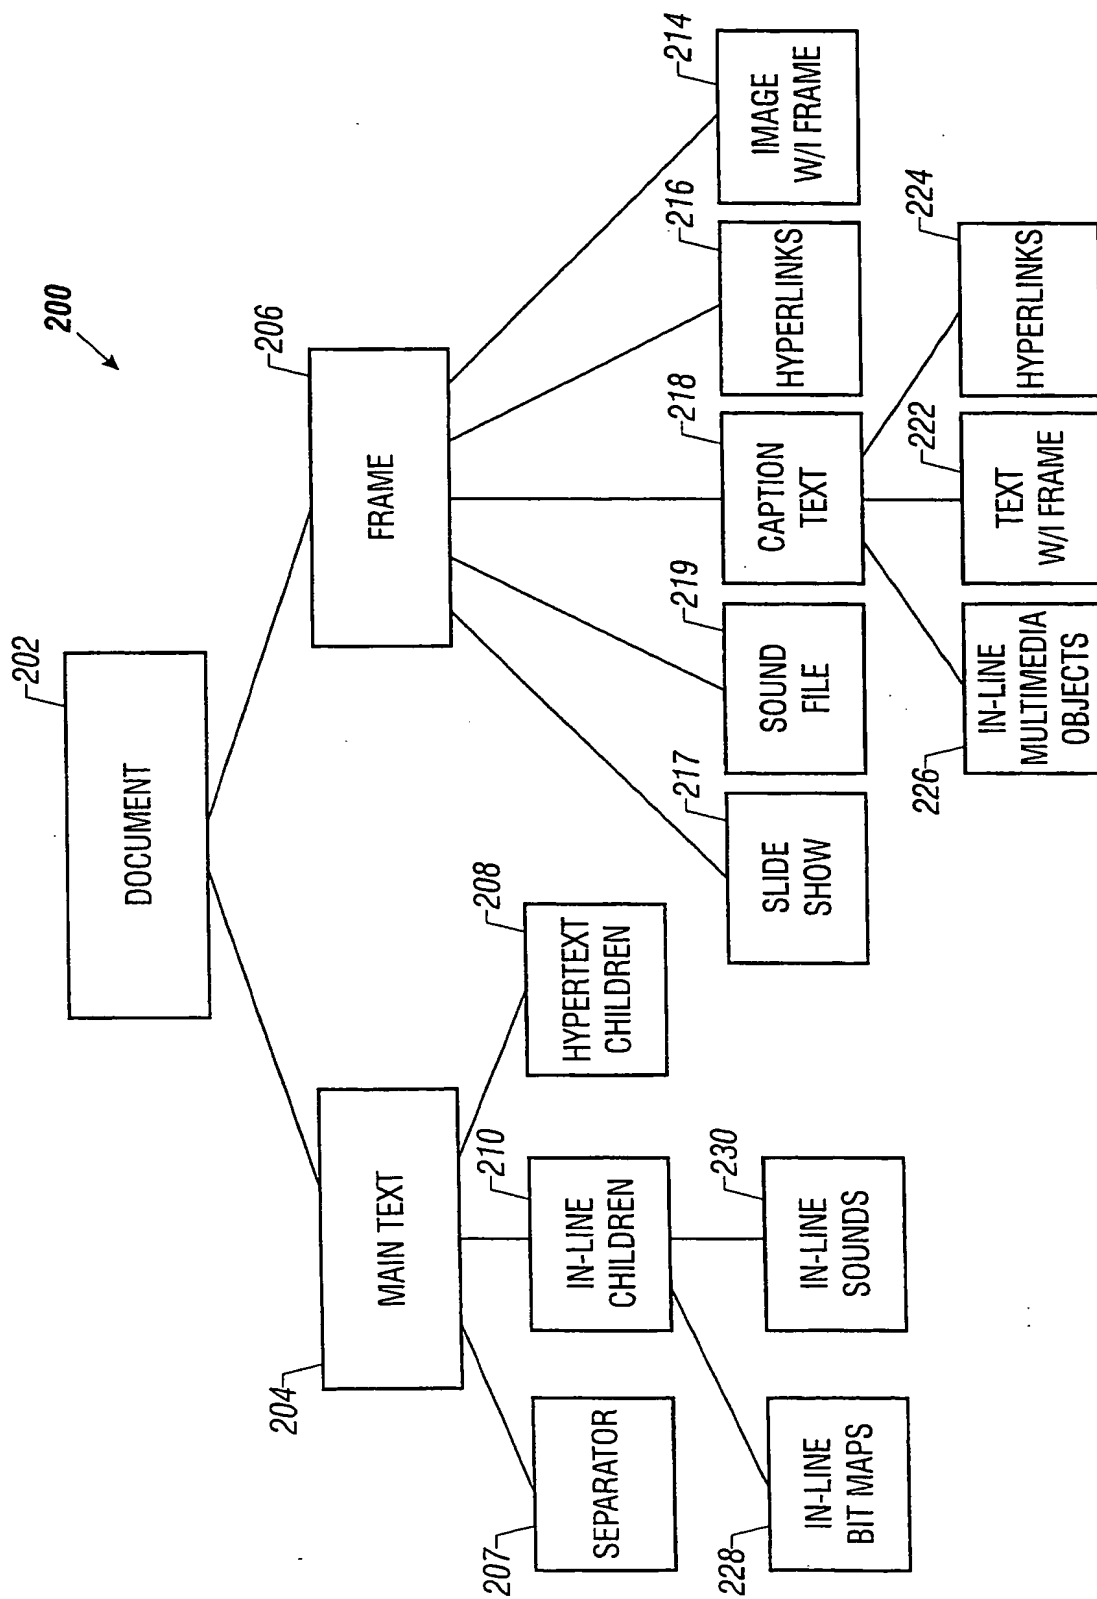 200
DOCUMENT
202
MAIN TEXT
204
FRAME
206
SEPARATOR
207
IN-LINE
CHILDREN
210
HYPERTEXT
CHILDREN
208
IN-LINE
BIT MAPS
228
IN-LINE
SOUNDS
230
SLIDE
SHOW
217
SOUND
FILE
219
CAPTION
TEXT
218
HYPERLINKS
216
IMAGE
W/I FRAME
214
IN-LINE
MULTIMEDIA
OBJECTS
226
TEXT
W/I FRAME
222
HYPERLINKS
224